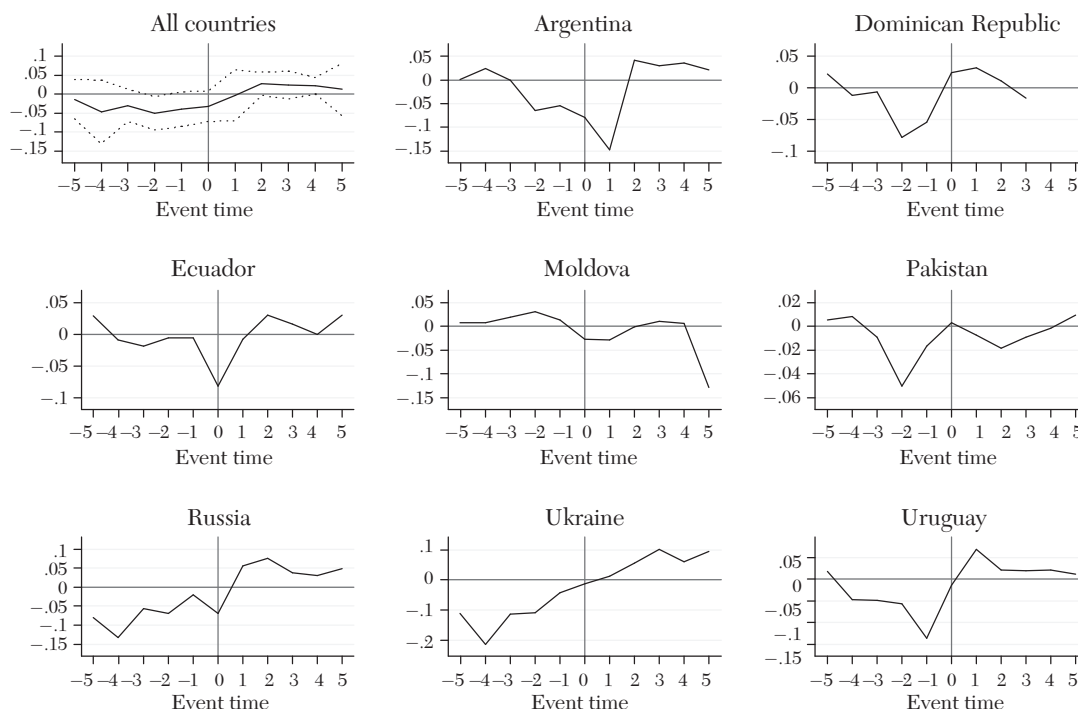 All countries
.1
.05
0
−.05
−.1
−.15
−5 −4 −3 −2 −1 0 1 2 3 4 5
Event time
Argentina
.05
0
−.05
−.1
−.15
−5 −4 −3 −2 −1 0 1 2 3 4 5
Event time
Dominican Republic
.05
0
−.05
−.1
−5 −4 −3 −2 −1 0 1 2 3 4 5
Event time
Ecuador
.05
0
−.05
−.1
−5 −4 −3 −2 −1 0 1 2 3 4 5
Event time
Moldova
.05
0
−.05
−.1
−.15
−5 −4 −3 −2 −1 0 1 2 3 4 5
Event time
Pakistan
.02
0
−.02
−.04
−.06
−5 −4 −3 −2 −1 0 1 2 3 4 5
Event time
Russia
.1
.05
0
−.05
−.1
−.15
−5 −4 −3 −2 −1 0 1 2 3 4 5
Event time
Ukraine
.1
0
−.1
−.2
−5 −4 −3 −2 −1 0 1 2 3 4 5
Event time
Uruguay
.05
0
−.05
−.1
−.15
−5 −4 −3 −2 −1 0 1 2 3 4 5
Event time